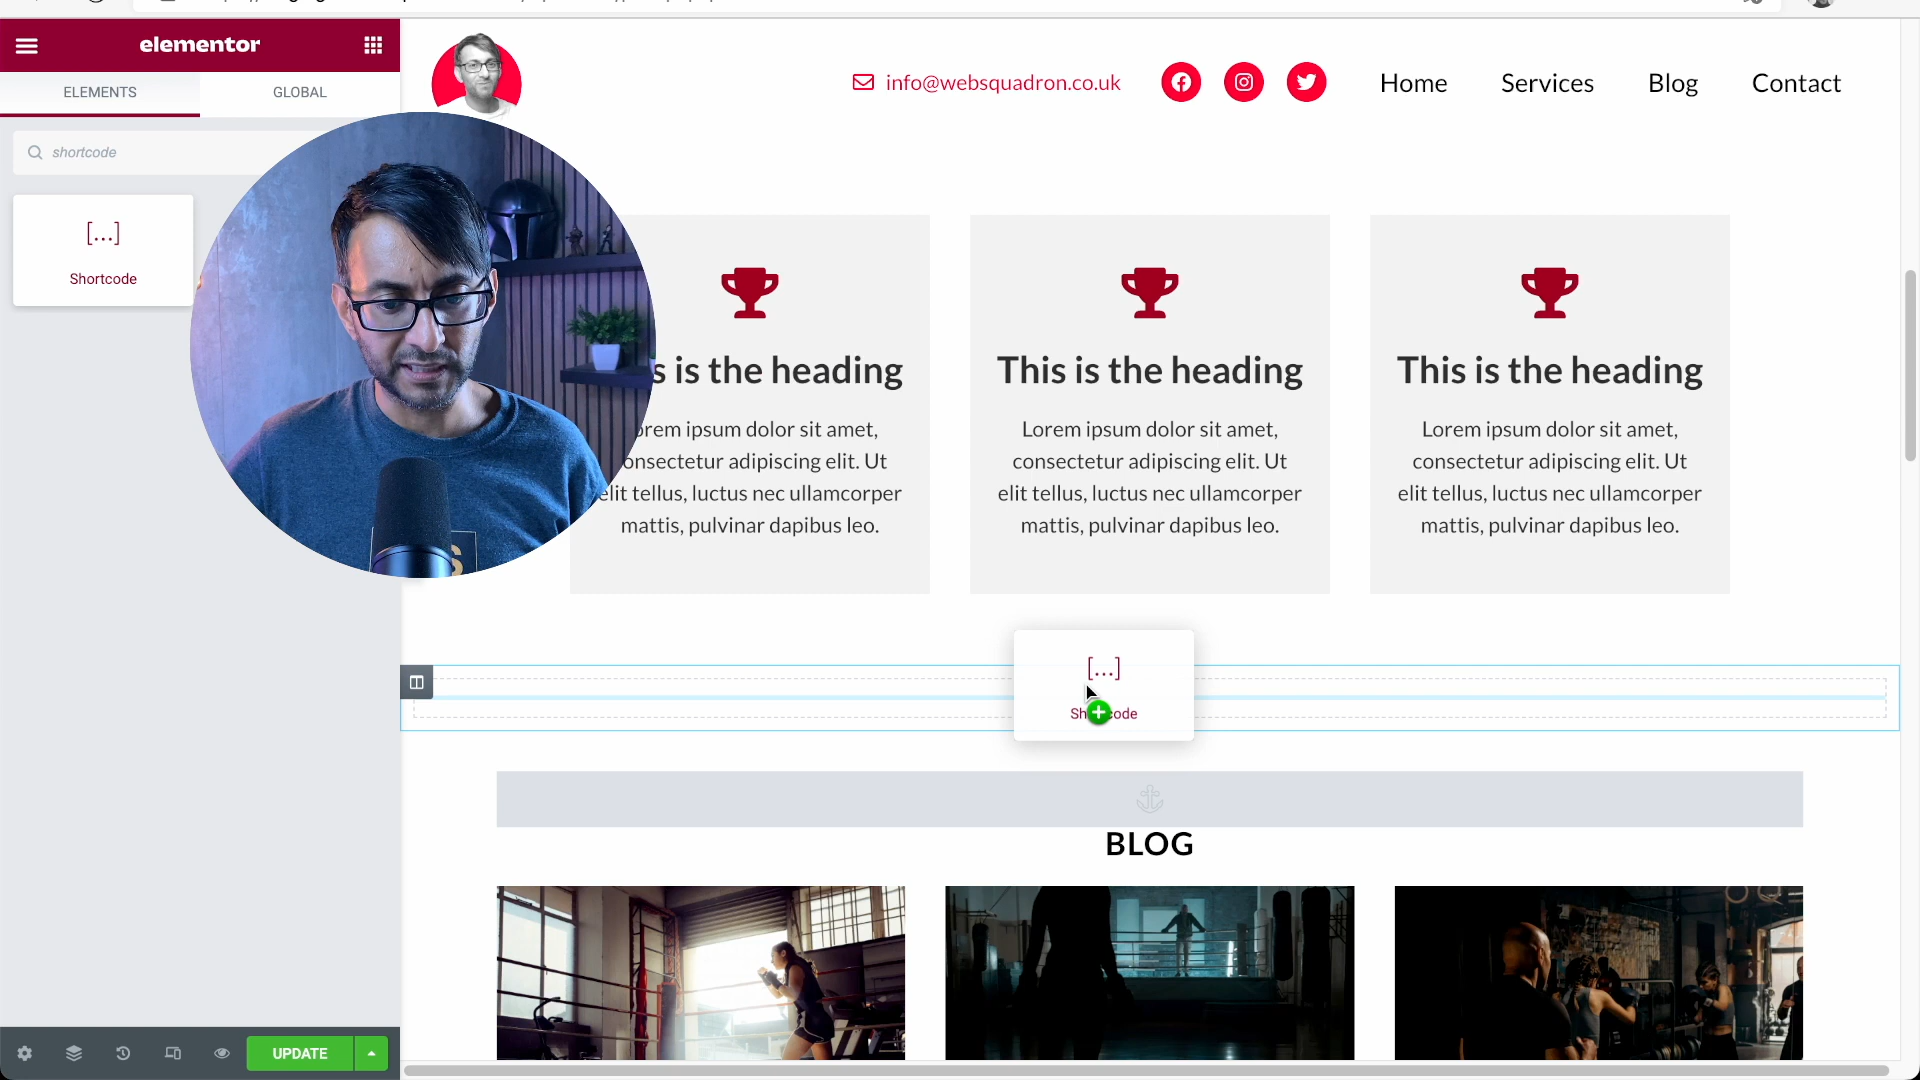 elementor
ELEMENTS
GLOBAL
shortcode
[...]
Shortcode
info@websquadron.co.uk
Home
Services
Blog
Contact
s is the heading
orem ipsum dolor sit amet,
onsectetur adipiscing elit. Ut
elit tellus, luctus nec ullamcorper
mattis, pulvinar dapibus leo.
This is the heading
Lorem ipsum dolor sit amet,
consectetur adipiscing elit. Ut
elit tellus, luctus nec ullamcorper
mattis, pulvinar dapibus leo.
This is the heading
Lorem ipsum dolor sit amet,
consectetur adipiscing elit. Ut
elit tellus, luctus nec ullamcorper
mattis, pulvinar dapibus leo.
[...]
BLOG
UPDATE